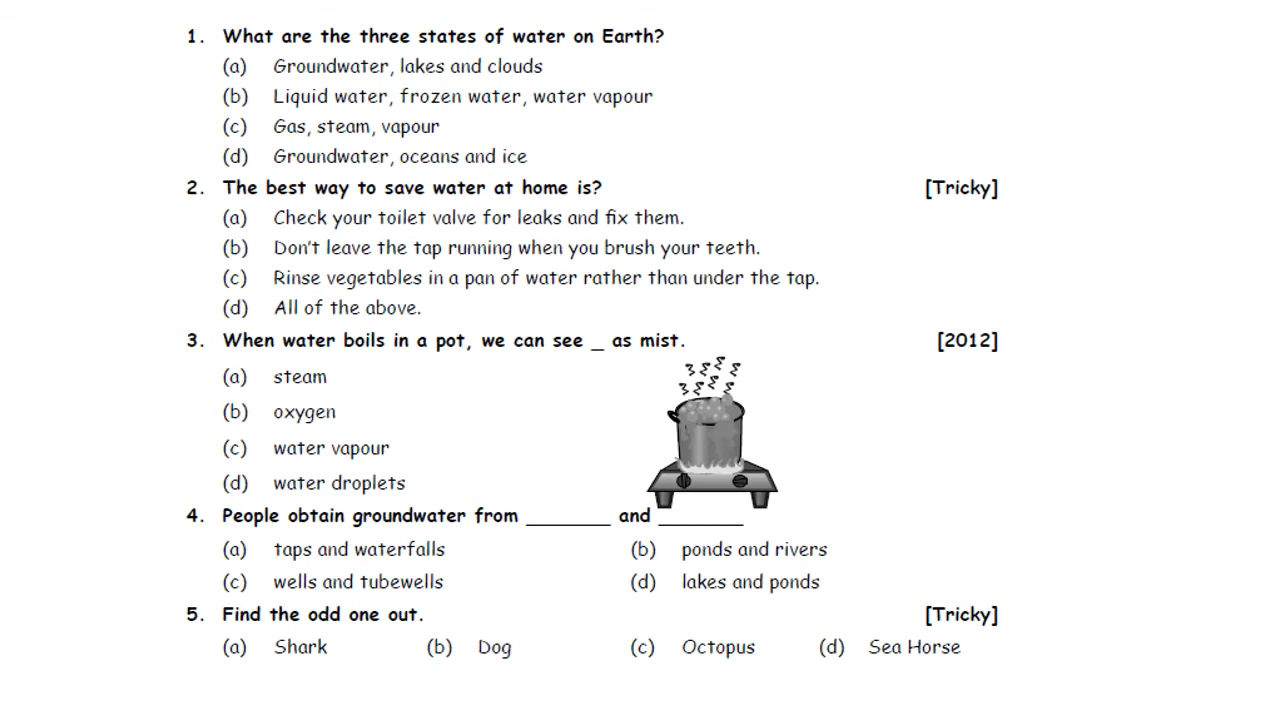 1. What are the three states of water on Earth?
(a) Groundwater, lakes and clouds
(b) Liquid water, frozen water, water vapour
(c) Gas, steam, vapour
(d) Groundwater, oceans and ice
2. The best way to save water at home is? [Tricky]
(a) Check your toilet valve for leaks and fix them.
(b) Don't leave the tap running when you brush your teeth.
(c) Rinse vegetables in a pan of water rather than under the tap.
(d) All of the above.
3. When water boils in a pot, we can see _ as mist. [2012]
(a) steam
(b) oxygen
(c) water vapour
(d) water droplets
4. People obtain groundwater from ________ and ________
(a) taps and waterfalls (b) ponds and rivers
(c) wells and tubewells (d) lakes and ponds
5. Find the odd one out. [Tricky]
(a) Shark (b) Dog (c) Octopus (d) Sea Horse